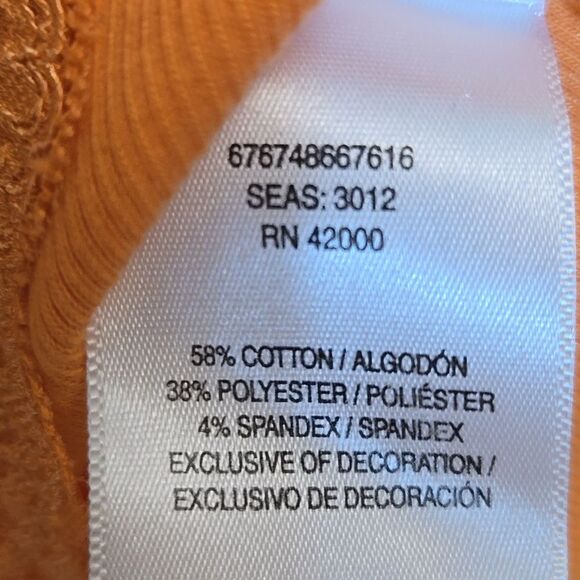 676748667616
SEAS: 3012
RN 42000
58% COTTON / ALGODÓN
38% POLYESTER / POLIÉSTER
4% SPANDEX / SPANDEX
EXCLUSIVE OF DECORATION /
EXCLUSIVO DE DECORACIÓN